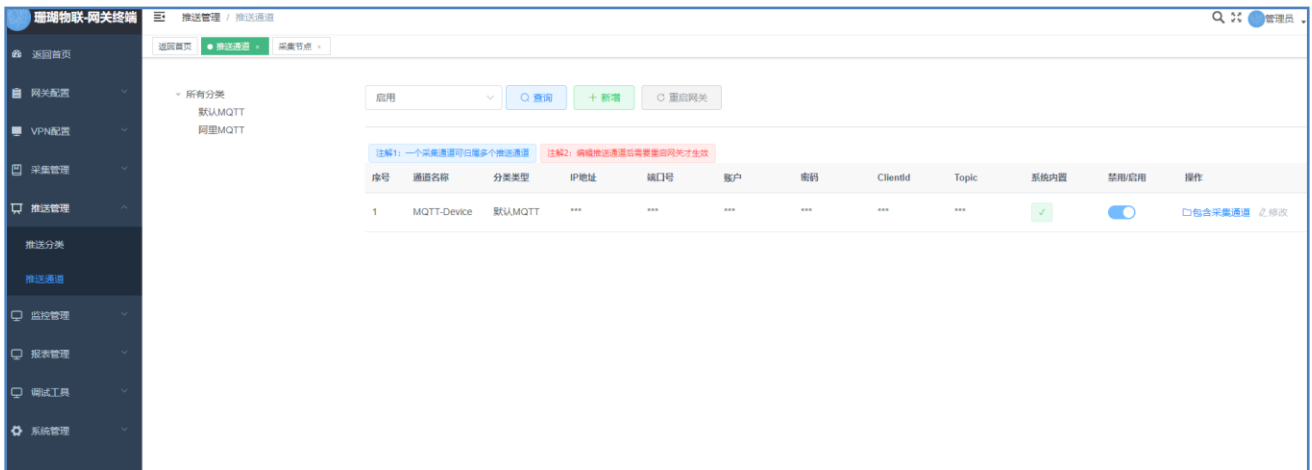 珊瑚物联-网关终端
推送管理 / 推送通道
管理员
返回首页
推送通道 ×
采集节点 ×
返回首页
网关配置
VPN配置
采集管理
推送管理
推送分类
推送通道
监控管理
报表管理
调试工具
系统管理
所有分类
默认MQTT
阿里MQTT
启用
查询
+ 新增
重启网关
注解1：一个采集通道可归属多个推送通道
注解2：编辑推送通道后需要重启网关才生效
序号 通道名称 分类类型 IP地址 端口号 账户 密码 ClientId Topic 系统内置 禁用/启用 操作
1 MQTT-Device 默认MQTT *** *** *** *** *** *** ✓ 包含采集通道 修改